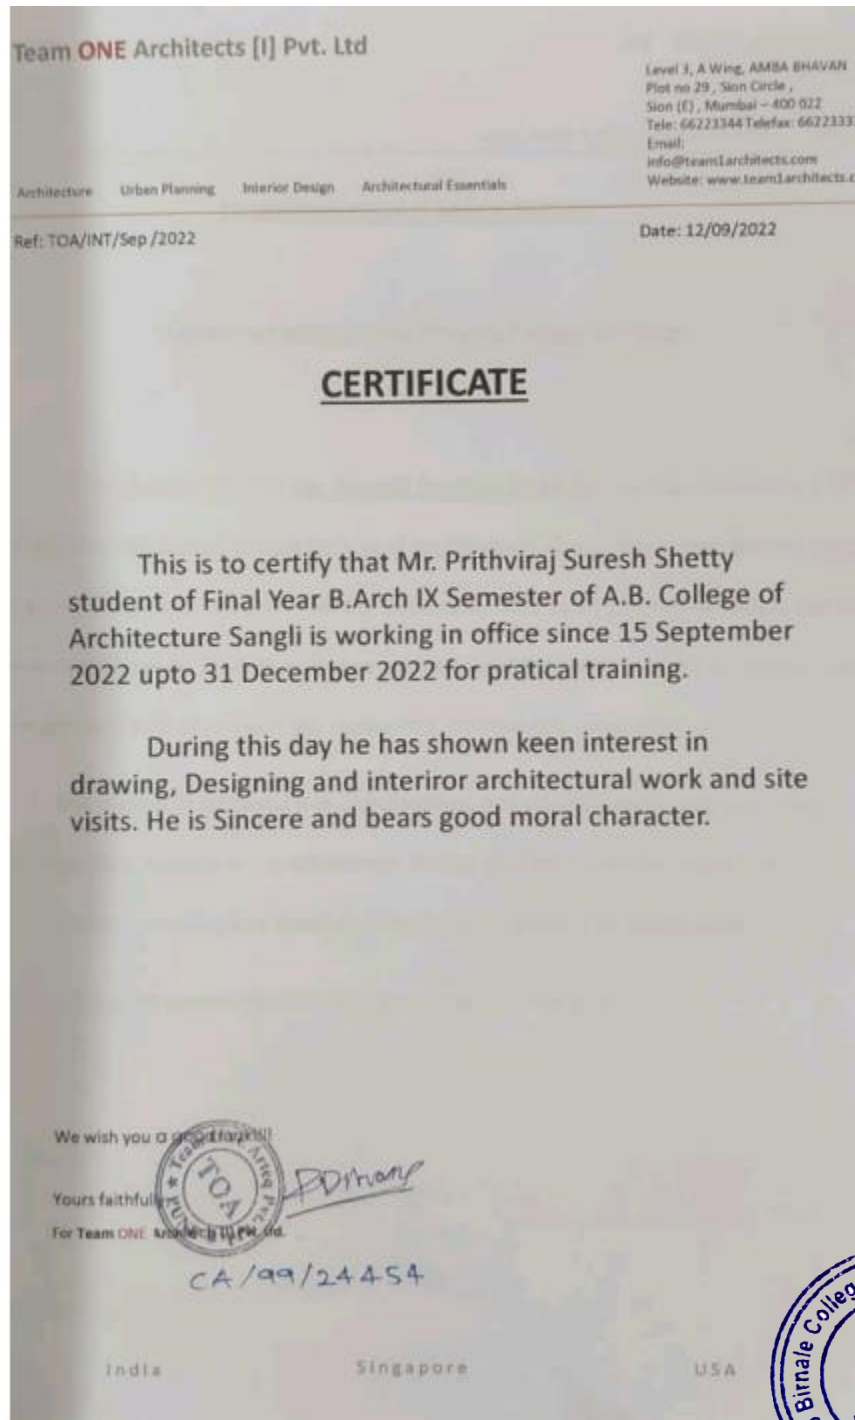 Team ONE Architects [I] Pvt. Ltd
Level 3, A Wing, AMBA BHAVAN
Plot no 29 , Sion Circle ,
Sion (E) , Mumbai – 400 022
Tele: 66223344 Telefax: 6622333
Email:
info@team1architects.com
Website: www.team1architects.c
Architecture Urban Planning Interior Design Architectural Essentials
Ref: TOA/INT/Sep /2022
Date: 12/09/2022
CERTIFICATE
This is to certify that Mr. Prithviraj Suresh Shetty
student of Final Year B.Arch IX Semester of A.B. College of
Architecture Sangli is working in office since 15 September
2022 upto 31 December 2022 for pratical training.
During this day he has shown keen interest in
drawing, Designing and interiror architectural work and site
visits. He is Sincere and bears good moral character.
We wish you a good luck!!!
Yours faithfully
For Team ONE Pvt. Ltd.
TOA
CA/99/24454
India Singapore USA
Birnale Colleg